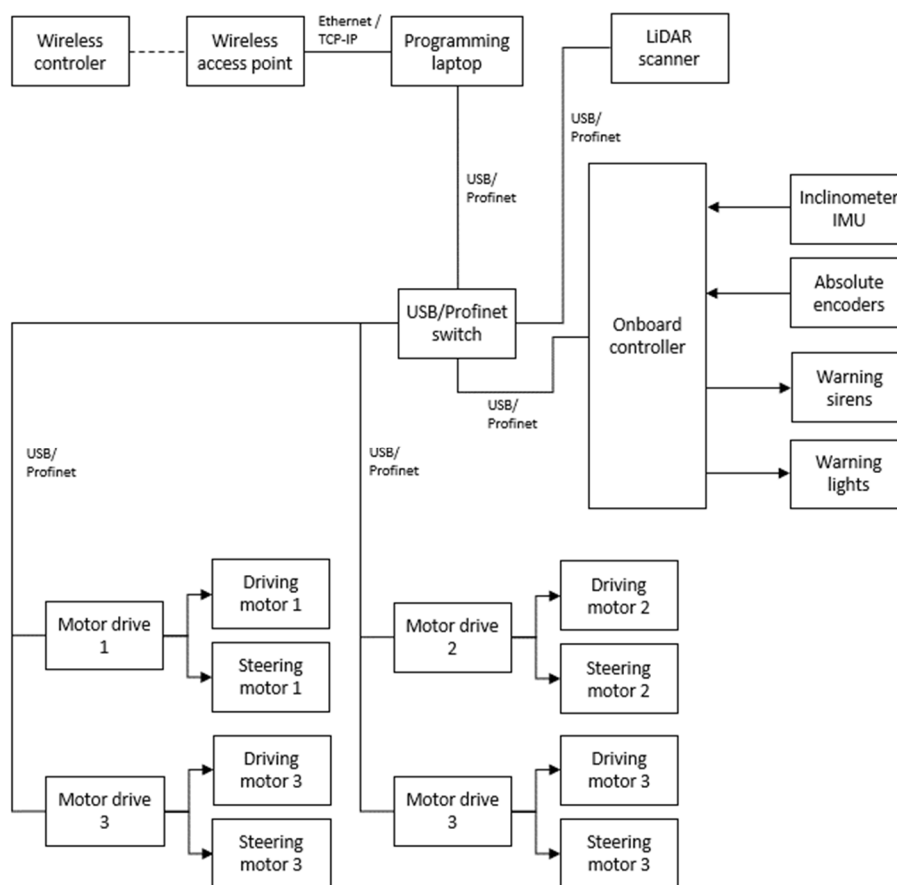 Wireless
controler
Wireless
access point
Ethernet /
TCP-IP
Programming
laptop
LiDAR
scanner
USB/
Profinet
USB/
Profinet
Inclinometer
IMU
Absolute
encoders
USB/Profinet
switch
Onboard
controller
Warning
sirens
USB/
Profinet
Warning
lights
USB/
Profinet
USB/
Profinet
Driving
motor 1
Motor drive
1
Steering
motor 1
Driving
motor 2
Motor drive
2
Steering
motor 2
Driving
motor 3
Motor drive
3
Steering
motor 3
Driving
motor 3
Motor drive
3
Steering
motor 3